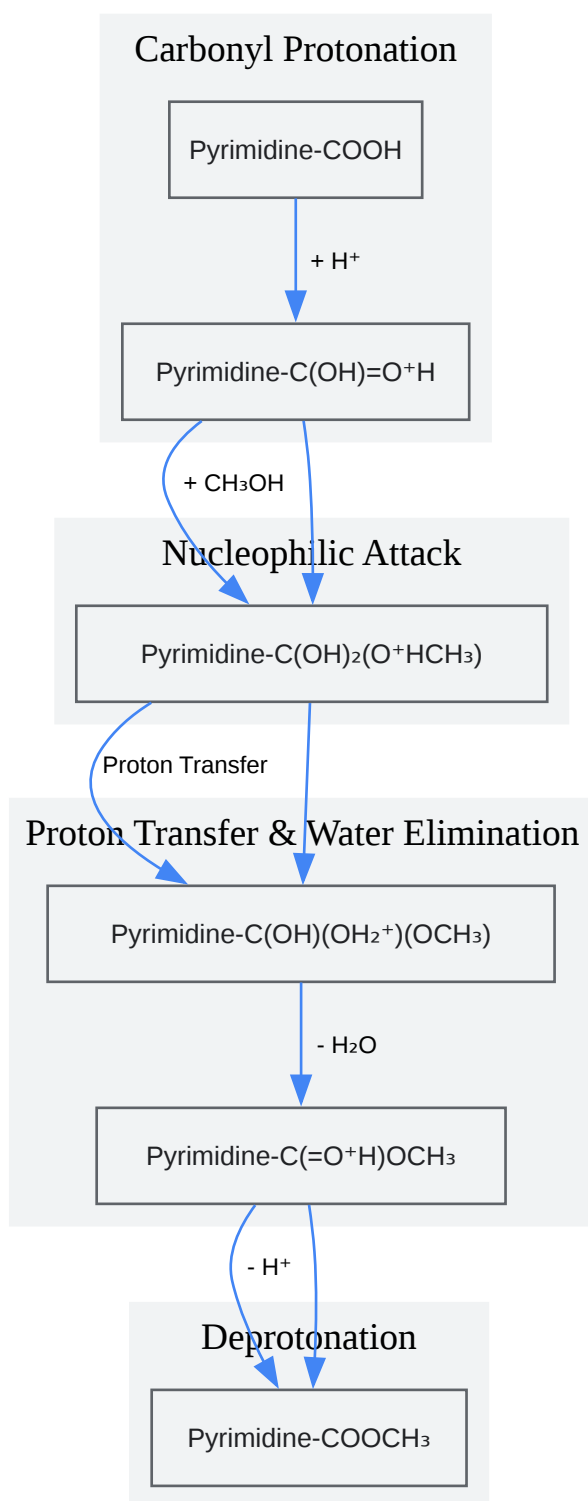 Carbonyl Protonation
Pyrimidine-COOH
+ H⁺
Pyrimidine-C(OH)=O⁺H
+ CH₃OH
Nucleophilic Attack
Pyrimidine-C(OH)₂(O⁺HCH₃)
Proton Transfer
Proton Transfer & Water Elimination
Pyrimidine-C(OH)(OH₂⁺)(OCH₃)
- H₂O
Pyrimidine-C(=O⁺H)OCH₃
- H⁺
Deprotonation
Pyrimidine-COOCH₃